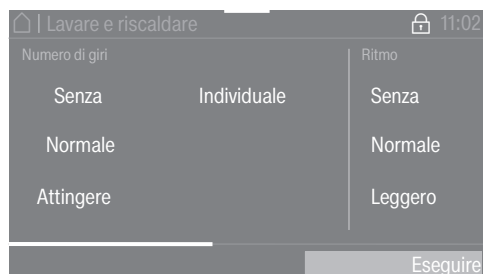 | Lavare e riscaldare 11:02
Numero di giri Ritmo
Senza Individuale Senza
Normale Normale
Attingere Leggero
Eseguire